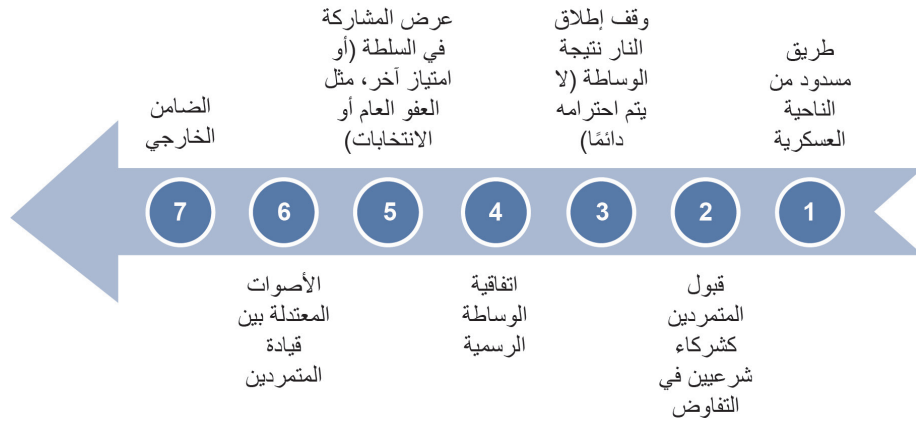 طريق
مسدود من
الناحية
العسكرية
1
قبول
المتمردين
كشركاء
شرعيين في
التفاوض
2
وقف إطلاق
النار نتيجة
الوساطة (لا
يتم احترامه
دائمًا)
3
اتفاقية
الوساطة
الرسمية
4
عرض المشاركة
في السلطة (أو
امتياز آخر، مثل
العفو العام أو
الانتخابات)
5
الأصوات
المعتدلة بين
قيادة
المتمردين
6
الضامن
الخارجي
7